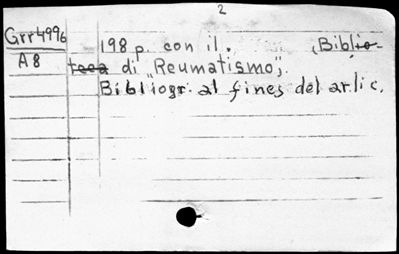 2
Grr4996
A8
198 p. con il. „Biblio-
teca di „Reumatismo”.
Bibliogr. al fines del artic.